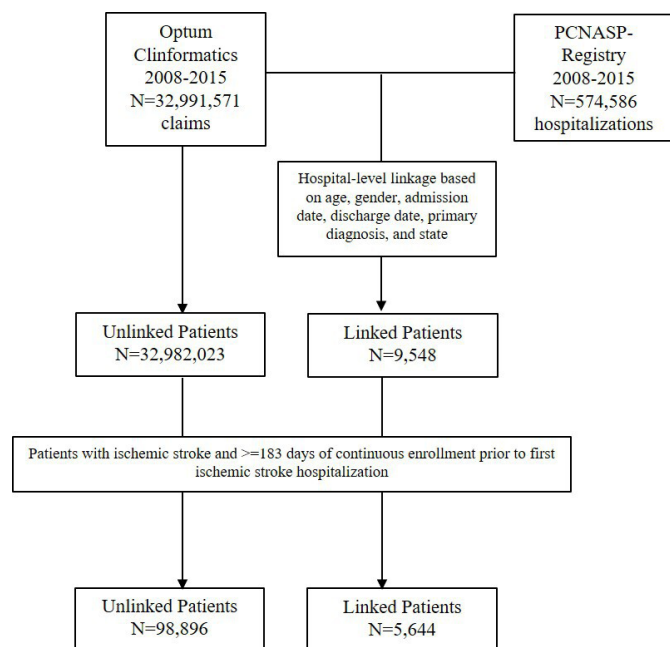 Optum
Clinformatics
2008-2015
N=32,991,571
claims
PCNASP-
Registry
2008-2015
N=574,586
hospitalizations
Hospital-level linkage based
on age, gender, admission
date, discharge date, primary
diagnosis, and state
Unlinked Patients
N=32,982,023
Linked Patients
N=9,548
Patients with ischemic stroke and >=183 days of continuous enrollment prior to first
ischemic stroke hospitalization
Unlinked Patients
N=98,896
Linked Patients
N=5,644